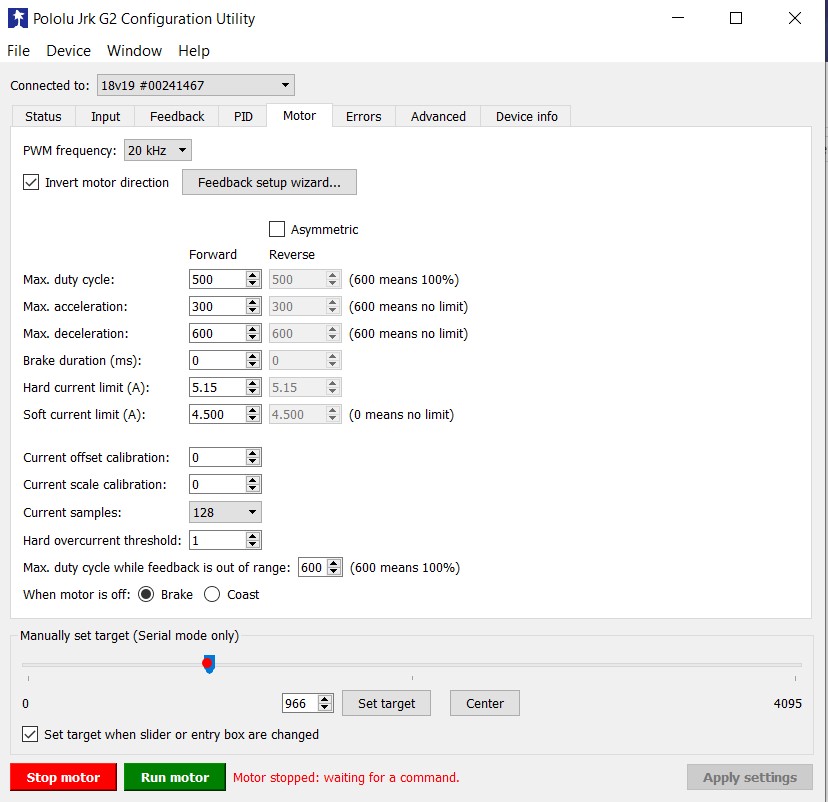 Pololu Jrk G2 Configuration Utility
File Device Window Help
Connected to: 18v19 #00241467
Status Input Feedback PID Motor Errors Advanced Device info
PWM frequency: 20 kHz
Invert motor direction Feedback setup wizard...
Asymmetric
Forward Reverse
Max. duty cycle: 500 500 (600 means 100%)
Max. acceleration: 300 300 (600 means no limit)
Max. deceleration: 600 600 (600 means no limit)
Brake duration (ms): 0 0
Hard current limit (A): 5.15 5.15
Soft current limit (A): 4.500 4.500 (0 means no limit)
Current offset calibration: 0
Current scale calibration: 0
Current samples: 128
Hard overcurrent threshold: 1
Max. duty cycle while feedback is out of range: 600 (600 means 100%)
When motor is off: Brake Coast
Manually set target (Serial mode only)
0 966 Set target Center 4095
Set target when slider or entry box are changed
Stop motor Run motor Motor stopped: waiting for a command. Apply settings